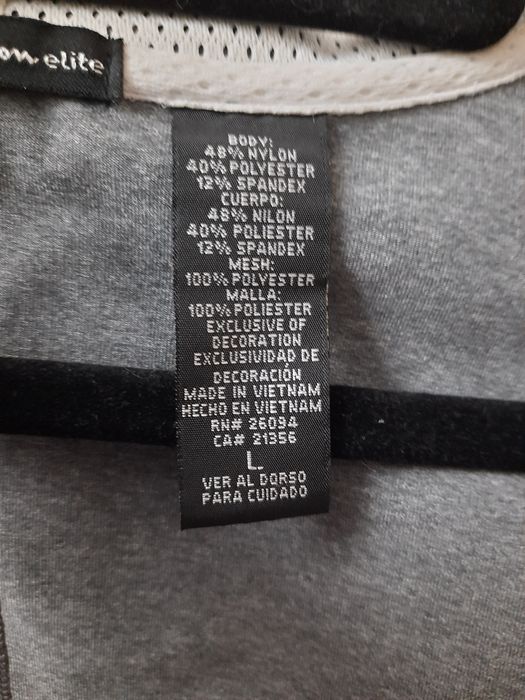 elite
BODY:
48% NYLON
40% POLYESTER
12% SPANDEX
CUERPO:
48% NILON
40% POLIESTER
12% SPANDEX
MESH:
100% POLYESTER
MALLA:
100% POLIESTER
EXCLUSIVE OF
DECORATION
EXCLUSIVIDAD DE
DECORACIÓN
MADE IN VIETNAM
HECHO EN VIETNAM
RN# 26034
CA# 21356
L
VER AL DORSO
PARA CUIDADO